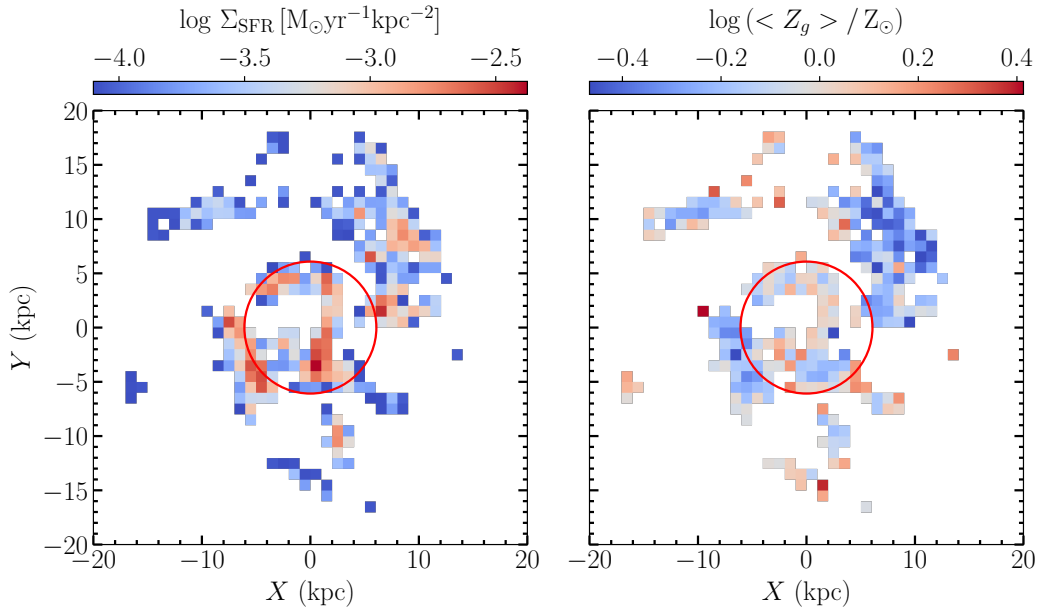 log Σ_SFR [M_⊙yr⁻¹kpc⁻²]
−4.0 −3.5 −3.0 −2.5
log (< Z_g > / Z_⊙)
−0.4 −0.2 0.0 0.2 0.4
20
15
10
5
0
−5
−10
−15
−20
Y (kpc)
−20 −10 0 10 20
X (kpc)
−20 −10 0 10 20
X (kpc)